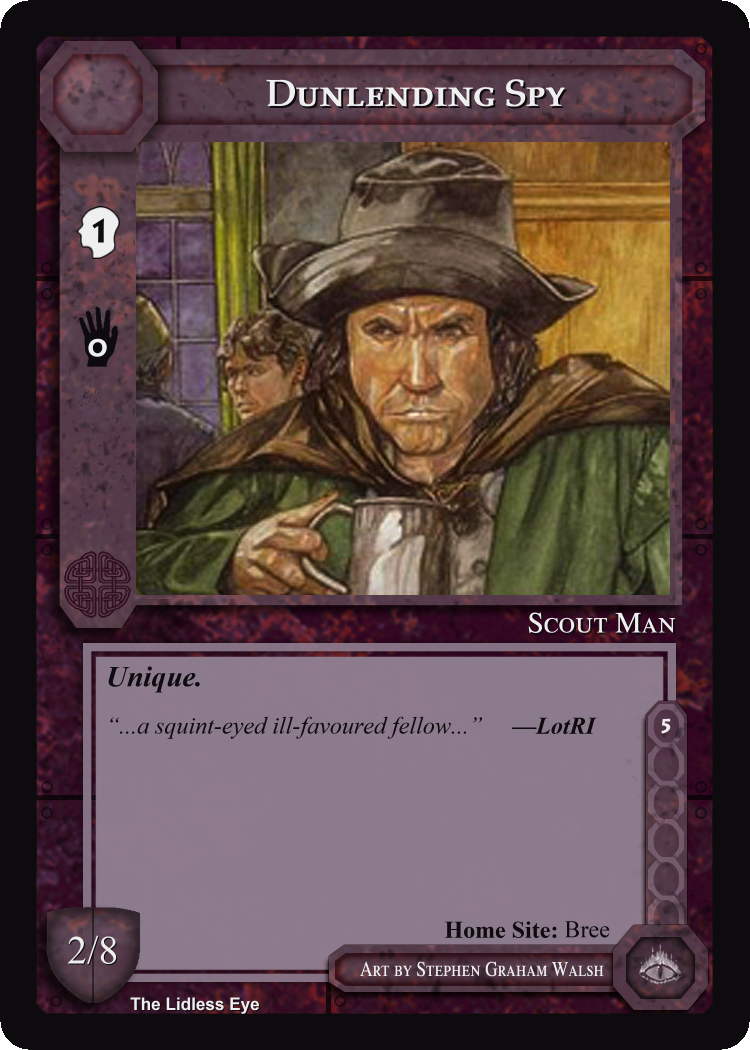 Dunlending Spy
1
0
Scout Man
Unique.
“...a squint-eyed ill-favoured fellow...” —LotRI
5
Home Site: Bree
2/8
Art by Stephen Graham Walsh
The Lidless Eye